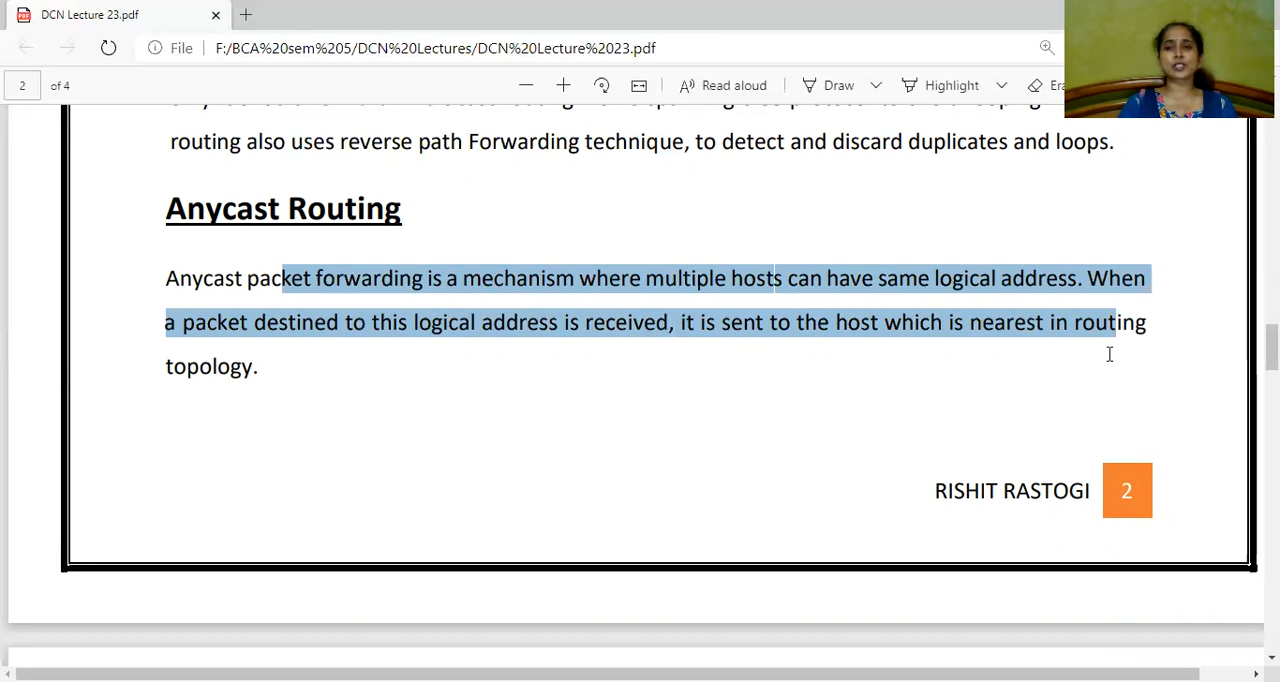 DCN Lecture 23.pdf
File F:/BCA%20sem%205/DCN%20Lectures/DCN%20Lecture%2023.pdf
2 of 4 Read aloud Draw Highlight
routing also uses reverse path Forwarding technique, to detect and discard duplicates and loops.
Anycast Routing
Anycast packet forwarding is a mechanism where multiple hosts can have same logical address. When
a packet destined to this logical address is received, it is sent to the host which is nearest in routing
topology.
RISHIT RASTOGI 2